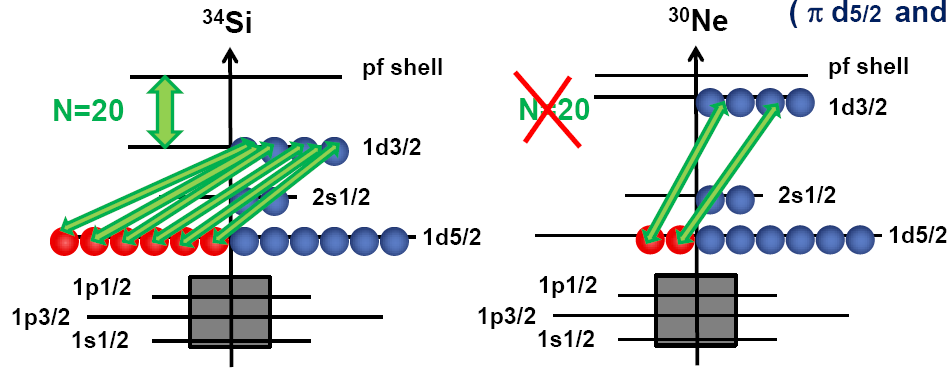 ( π d5/2 and
³⁴Si
³⁰Ne
pf shell
pf shell
N=20
N=20
1d3/2
1d3/2
2s1/2
2s1/2
1d5/2
1d5/2
1p1/2
1p1/2
1p3/2
1p3/2
1s1/2
1s1/2